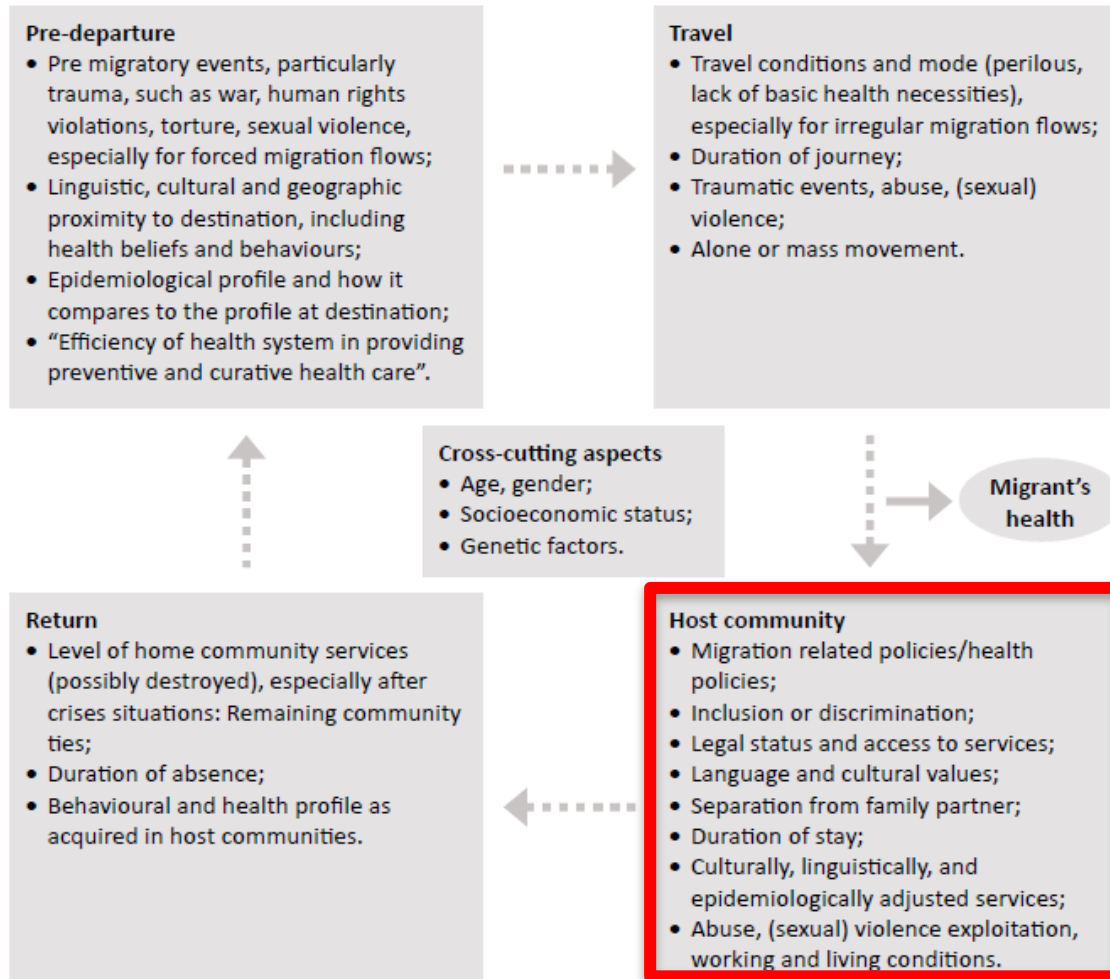 Pre-departure
• Pre migratory events, particularly
trauma, such as war, human rights
violations, torture, sexual violence,
especially for forced migration flows;
• Linguistic, cultural and geographic
proximity to destination, including
health beliefs and behaviours;
• Epidemiological profile and how it
compares to the profile at destination;
• “Efficiency of health system in providing
preventive and curative health care”.
Travel
• Travel conditions and mode (perilous,
lack of basic health necessities),
especially for irregular migration flows;
• Duration of journey;
• Traumatic events, abuse, (sexual)
violence;
• Alone or mass movement.
Cross-cutting aspects
• Age, gender;
• Socioeconomic status;
• Genetic factors.
Migrant’s
health
Return
• Level of home community services
(possibly destroyed), especially after
crises situations: Remaining community
ties;
• Duration of absence;
• Behavioural and health profile as
acquired in host communities.
Host community
• Migration related policies/health
policies;
• Inclusion or discrimination;
• Legal status and access to services;
• Language and cultural values;
• Separation from family partner;
• Duration of stay;
• Culturally, linguistically, and
epidemiologically adjusted services;
• Abuse, (sexual) violence exploitation,
working and living conditions.